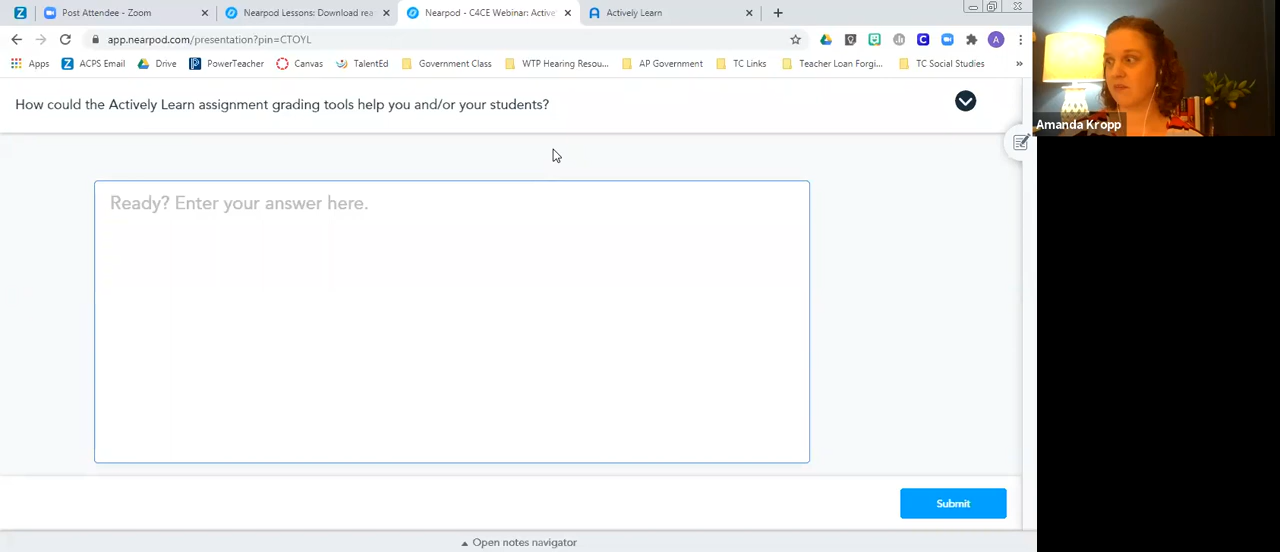 Post Attendee - Zoom
Nearpod Lessons: Download rea
Nearpod - C4CE Webinar: Active
Actively Learn
app.nearpod.com/presentation?pin=CTOYL
A
Apps
ACPS Email
Drive
PowerTeacher
Canvas
TalentEd
Government Class
WTP Hearing Resou...
AP Government
TC Links
Teacher Loan Forgi...
TC Social Studies
»
How could the Actively Learn assignment grading tools help you and/or your students?
Amanda Kropp
Ready? Enter your answer here.
Submit
Open notes navigator